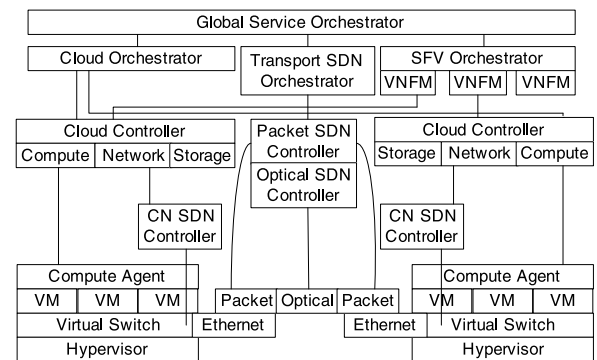 Global Service Orchestrator
Cloud Orchestrator
Transport SDN
Orchestrator
SFV Orchestrator
VNFM VNFM VNFM
Cloud Controller
Compute Network Storage
Packet SDN
Controller
Optical SDN
Controller
Cloud Controller
Storage Network Compute
CN SDN
Controller
CN SDN
Controller
Compute Agent
VM VM VM
Virtual Switch
Hypervisor
Ethernet
Packet Optical Packet
Ethernet
Compute Agent
VM VM VM
Virtual Switch
Hypervisor